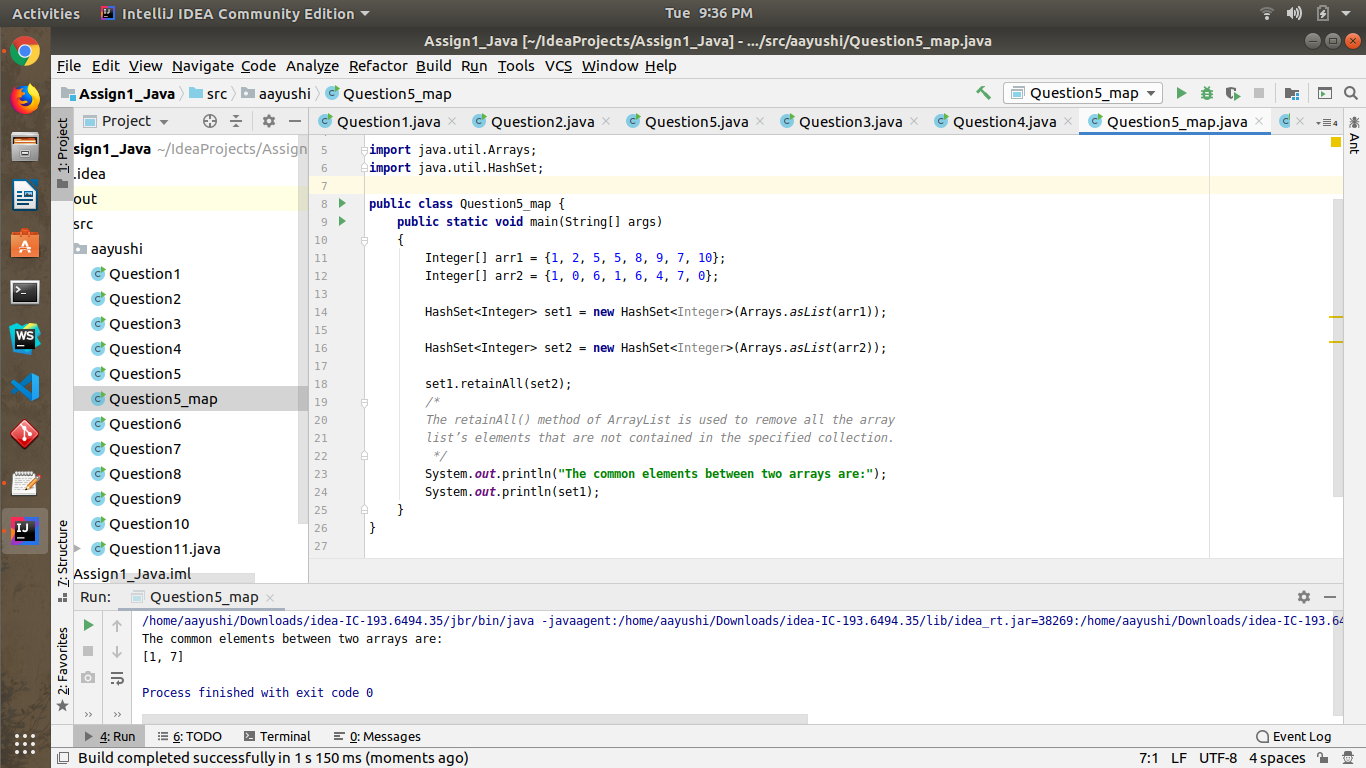 Activities IntelliJ IDEA Community Edition Tue 9:36 PM
Assign1_Java [~/IdeaProjects/Assign1_Java] - .../src/aayushi/Question5_map.java
File Edit View Navigate Code Analyze Refactor Build Run Tools VCS Window Help
Assign1_Java src aayushi Question5_map Question5_map
1: Project
Project
Question1.java Question2.java Question5.java Question3.java Question4.java Question5_map.java
Ant
sign1_Java ~/IdeaProjects/Assign
.idea
out
src
aayushi
Question1
Question2
Question3
Question4
Question5
Question5_map
Question6
Question7
Question8
Question9
Question10
Question11.java
Assign1_Java.iml
5 import java.util.Arrays;
6 import java.util.HashSet;
7
8 public class Question5_map {
9 public static void main(String[] args)
10 {
11 Integer[] arr1 = {1, 2, 5, 5, 8, 9, 7, 10};
12 Integer[] arr2 = {1, 0, 6, 1, 6, 4, 7, 0};
13
14 HashSet<Integer> set1 = new HashSet<Integer>(Arrays.asList(arr1));
15
16 HashSet<Integer> set2 = new HashSet<Integer>(Arrays.asList(arr2));
17
18 set1.retainAll(set2);
19 /*
20 The retainAll() method of ArrayList is used to remove all the array
21 list’s elements that are not contained in the specified collection.
22 */
23 System.out.println("The common elements between two arrays are:");
24 System.out.println(set1);
25 }
26 }
27
7: Structure
2: Favorites
Run: Question5_map
/home/aayushi/Downloads/idea-IC-193.6494.35/jbr/bin/java -javaagent:/home/aayushi/Downloads/idea-IC-193.6494.35/lib/idea_rt.jar=38269:/home/aayushi/Downloads/idea-IC-193.64
The common elements between two arrays are:
[1, 7]
Process finished with exit code 0
4: Run 6: TODO Terminal 0: Messages Event Log
Build completed successfully in 1 s 150 ms (moments ago) 7:1 LF UTF-8 4 spaces